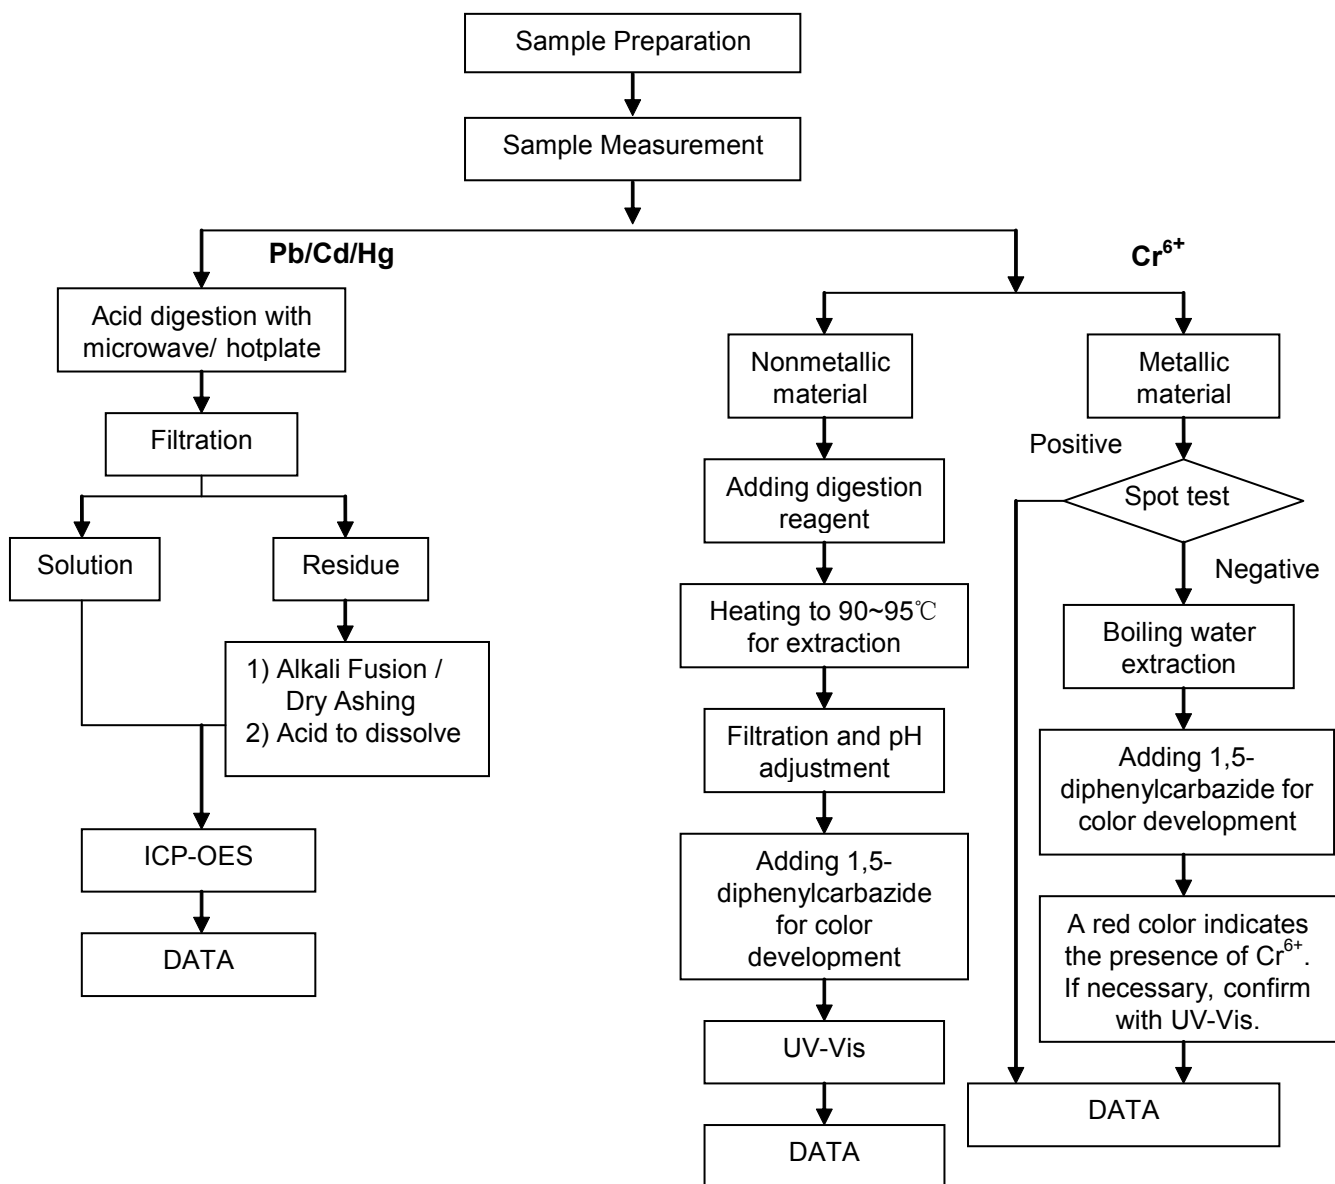 Sample Preparation
Sample Measurement
Pb/Cd/Hg
Acid digestion with
microwave/ hotplate
Filtration
Solution
Residue
1) Alkali Fusion /
Dry Ashing
2) Acid to dissolve
ICP-OES
DATA
Cr⁶⁺
Nonmetallic
material
Adding digestion
reagent
Heating to 90~95℃
for extraction
Filtration and pH
adjustment
Adding 1,5-
diphenylcarbazide
for color
development
UV-Vis
DATA
Metallic
material
Positive
Spot test
Negative
Boiling water
extraction
Adding 1,5-
diphenylcarbazide for
color development
A red color indicates
the presence of Cr⁶⁺.
If necessary, confirm
with UV-Vis.
DATA